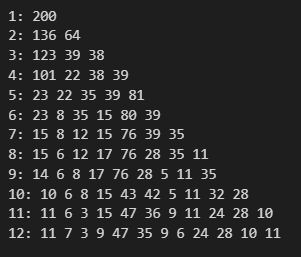 1: 200
2: 136 64
3: 123 39 38
4: 101 22 38 39
5: 23 22 35 39 81
6: 23 8 35 15 80 39
7: 15 8 12 15 76 39 35
8: 15 6 12 17 76 28 35 11
9: 14 6 8 17 76 28 5 11 35
10: 10 6 8 15 43 42 5 11 32 28
11: 11 6 3 15 47 36 9 11 24 28 10
12: 11 7 3 9 47 35 9 6 24 28 10 11